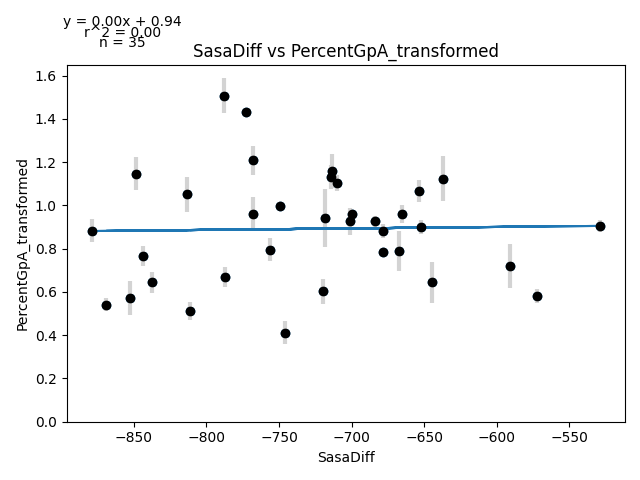 y = 0.00x + 0.94
r^2 = 0.00
n = 35
SasaDiff vs PercentGpA_transformed
1.6
1.4
1.2
1.0
0.8
0.6
0.4
0.2
0.0
PercentGpA_transformed
−850
−800
−750
−700
−650
−600
−550
SasaDiff